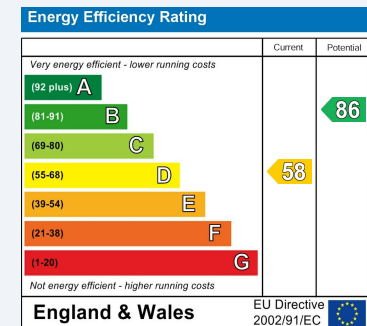 Energy Efficiency Rating
Current Potential
Very energy efficient - lower running costs
(92 plus) A
(81-91) B
86
(69-80) C
(55-68) D
58
(39-54) E
(21-38) F
(1-20) G
Not energy efficient - higher running costs
England & Wales
EU Directive
2002/91/EC